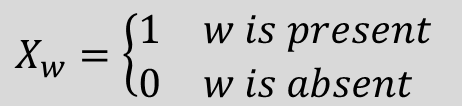 X_w = {1 w is present
0 w is absent